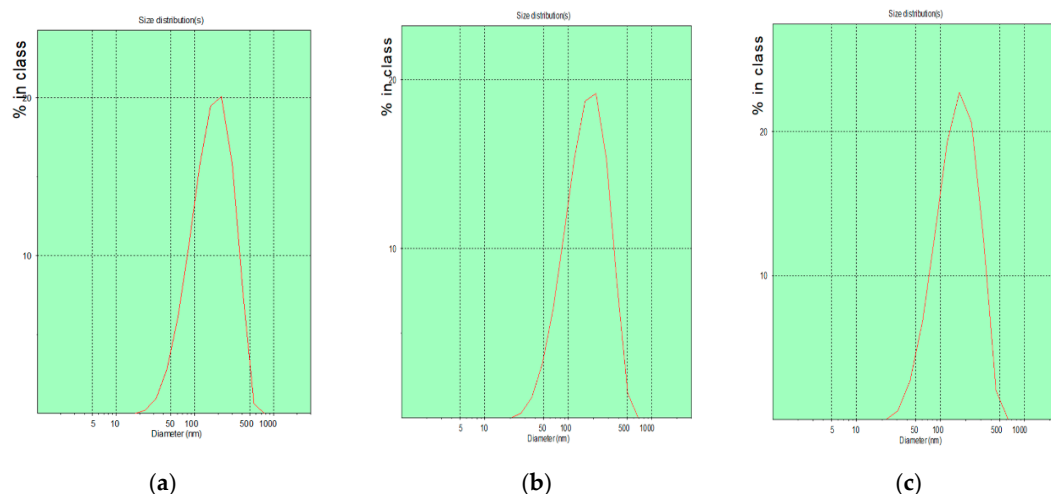 Size distribution(s)
% in class
20
10
5 10 50 100 500 1000
Diameter (nm)
(a)
Size distribution(s)
% in class
20
10
5 10 50 100 500 1000
Diameter (nm)
(b)
Size distribution(s)
% in class
20
10
5 10 50 100 500 1000
Diameter (nm)
(c)